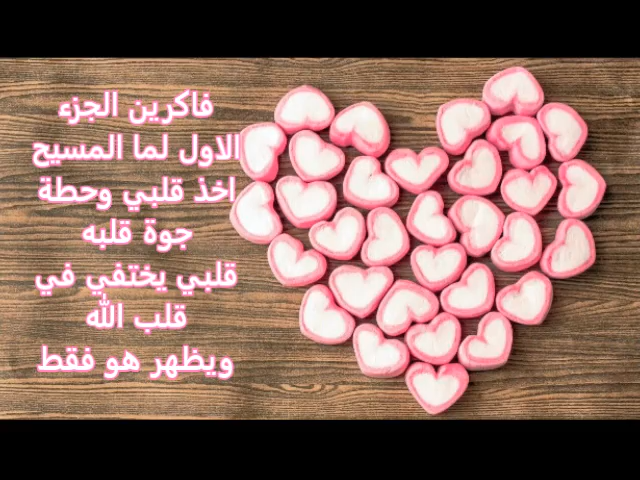 فاكرين الجزء
الاول لما المسيح
اخذ قلبي وحطة
جوة قلبه
قلبي يختفي في
قلب الله
ويظهر هو فقط